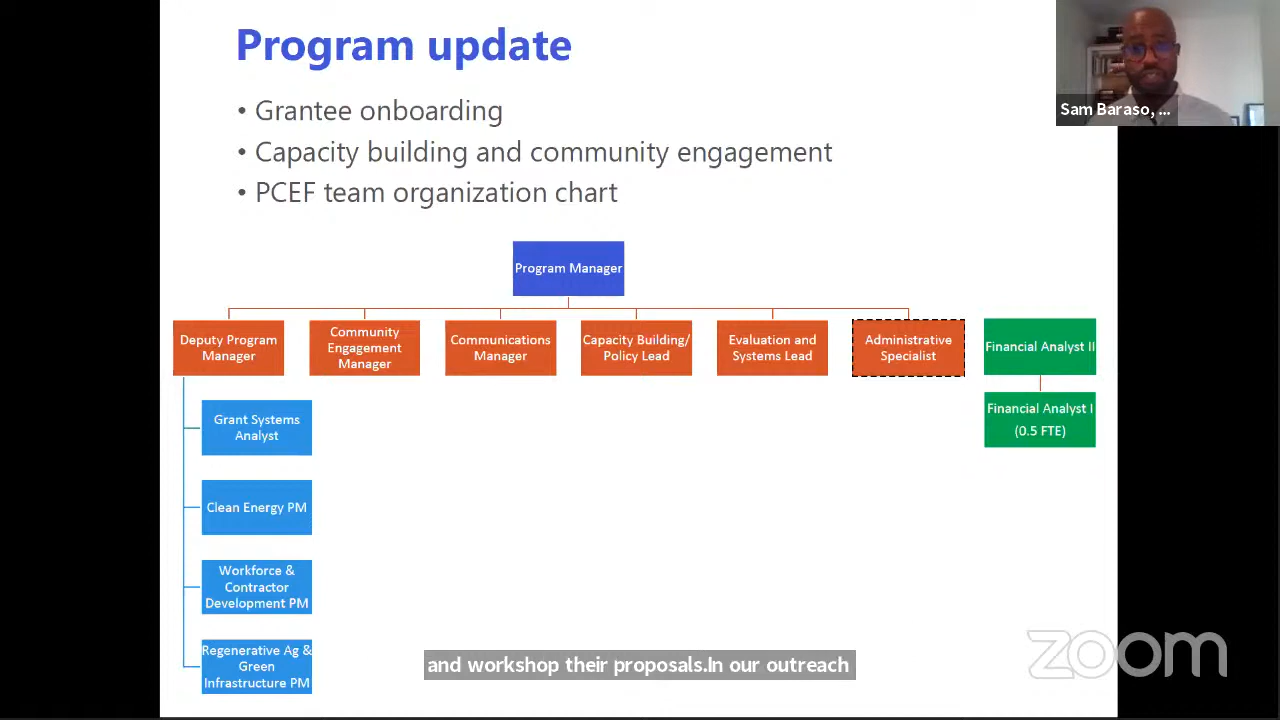 Program update
• Grantee onboarding
• Capacity building and community engagement
• PCEF team organization chart
Sam Baraso, ...
Program Manager
Deputy Program
Manager
Community
Engagement
Manager
Communications
Manager
Capacity Building/
Policy Lead
Evaluation and
Systems Lead
Administrative
Specialist
Financial Analyst II
Financial Analyst I
(0.5 FTE)
Grant Systems
Analyst
Clean Energy PM
Workforce &
Contractor
Development PM
Regenerative Ag &
Green
Infrastructure PM
and workshop their proposals.In our outreach
zoom